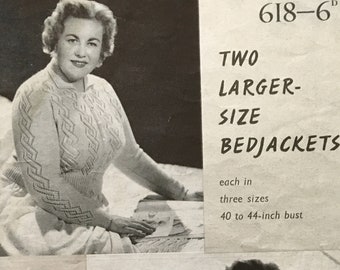 618–6ᴰ
TWO
LARGER-
SIZE
BEDJACKETS
each in
three sizes
40 to 44-inch bust